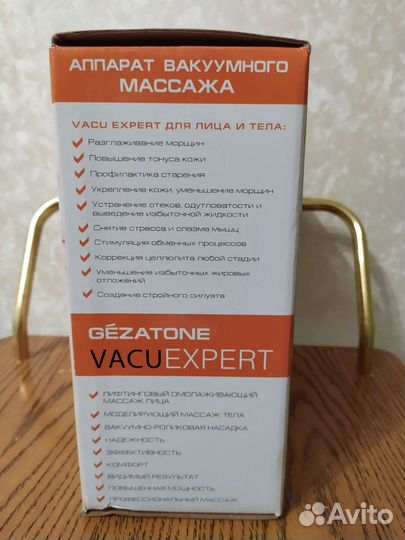 АППАРАТ ВАКУУМНОГО
МАССАЖА
VACU EXPERT ДЛЯ ЛИЦА И ТЕЛА:
Разглаживание морщин
Повышение тонуса кожи
Профилактика старения
Укрепление кожи, уменьшение морщин
Устранение отеков, одутловатости и
выведение избыточной жидкости
Снятие стресса и спазма мышц
Стимуляция обменных процессов
Коррекция целлюлита любой стадии
Уменьшение избыточных жировых
отложений
Создание стройного силуэта
GÉZATONE
VACUEXPERT
ЛИФТИНГОВЫЙ ОМОЛАЖИВАЮЩИЙ
МАССАЖ ЛИЦА
МОДЕЛИРУЮЩИЙ МАССАЖ ТЕЛА
ВАКУУМНО-РОЛИКОВАЯ НАСАДКА
НАДЕЖНОСТЬ
ЭФФЕКТИВНОСТЬ
КОМФОРТ
ВИДИМЫЙ РЕЗУЛЬТАТ
ПОВЫШЕННАЯ МОЩНОСТЬ
ПРОФЕССИОНАЛЬНЫЙ МАССАЖ
Avito